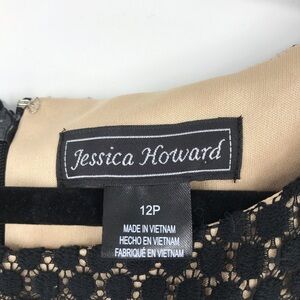 Jessica Howard
12P
MADE IN VIETNAM
HECHO EN VIETNAM
FABRIQUÉ EN VIETNAM